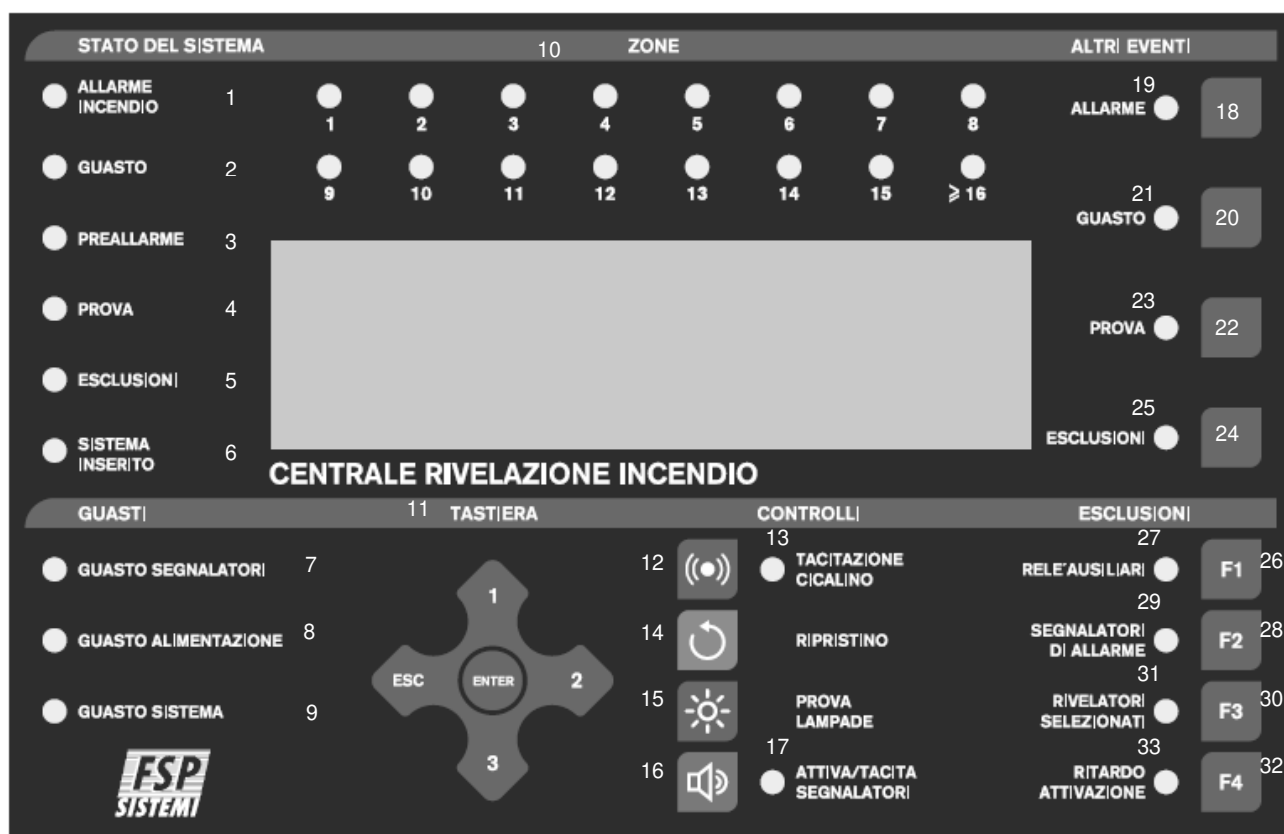 STATO DEL SISTEMA 10 ZONE ALTRI EVENTI
ALLARME INCENDIO 1
1 2 3 4 5 6 7 8
19
ALLARME 18
GUASTO 2
9 10 11 12 13 14 15 ⩾16
21
GUASTO 20
PREALLARME 3
PROVA 4
23
PROVA 22
ESCLUSIONI 5
25
ESCLUSIONI 24
SISTEMA INSERITO 6
CENTRALE RIVELAZIONE INCENDIO
GUASTI 11 TASTIERA CONTROLLI ESCLUSIONI
GUASTO SEGNALATORI 7
GUASTO ALIMENTAZIONE 8
GUASTO SISTEMA 9
FSP
SISTEMI
1
ESC ENTER 2
3
13
12 TACITAZIONE
CICALINO
14 RIPRISTINO
15 PROVA
LAMPADE
17
16 ATTIVA/TACITA
SEGNALATORI
27
RELE'AUSILIARI F1 26
29
SEGNALATORI
DI ALLARME F2 28
31
RIVELATORI
SELEZIONATI F3 30
33
RITARDO
ATTIVAZIONE F4 32